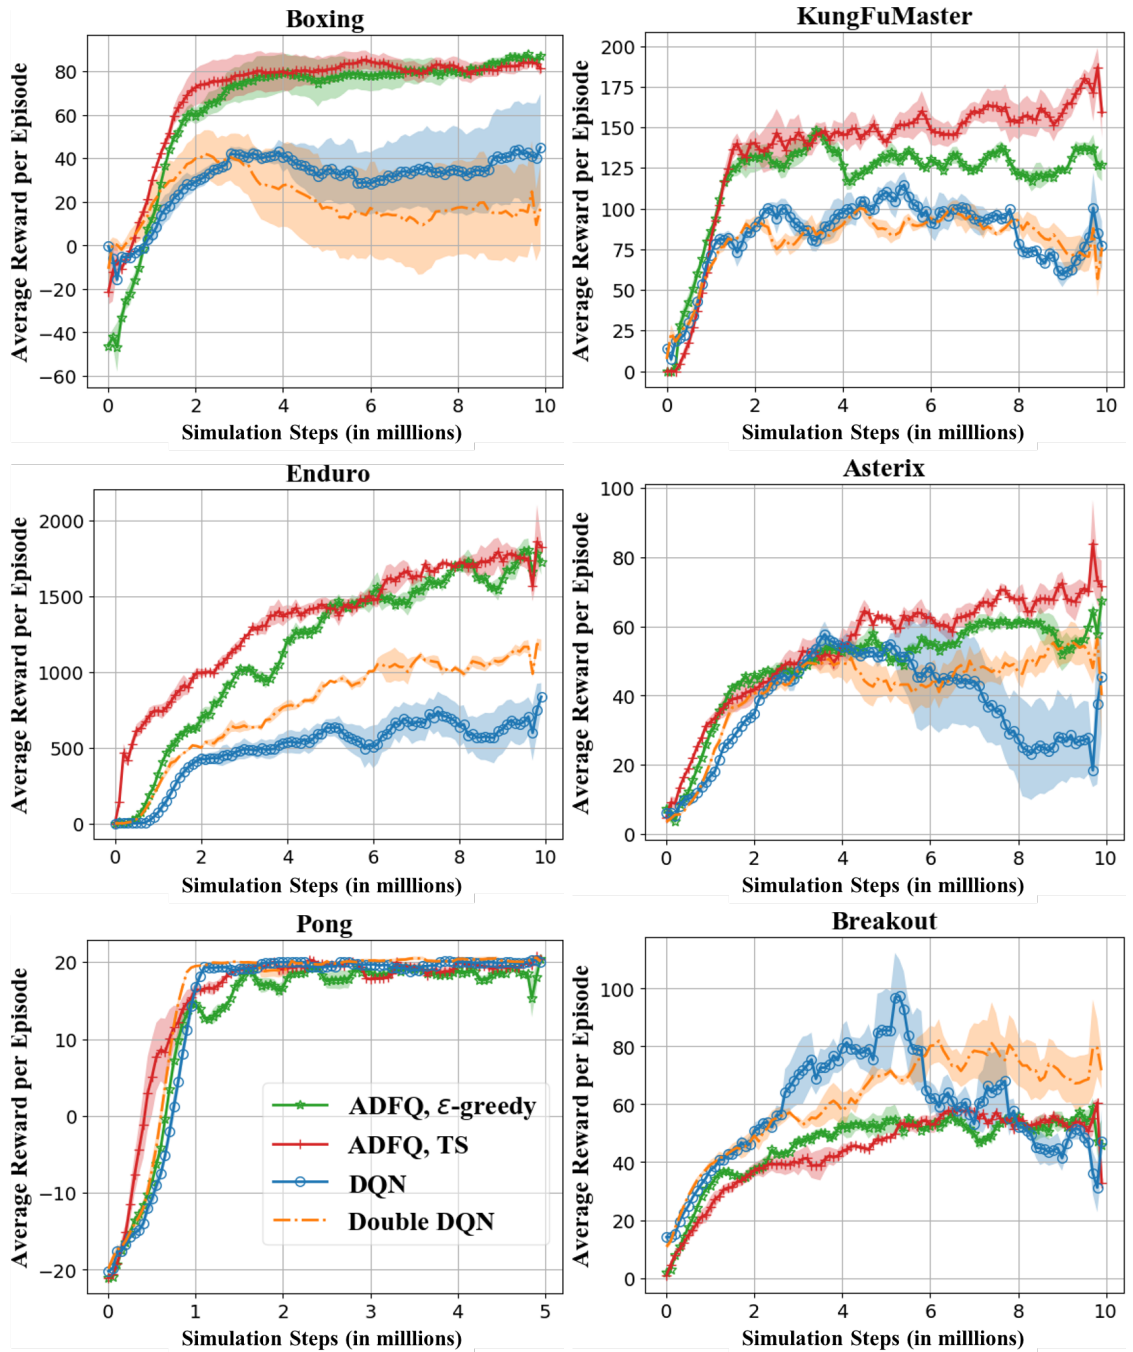 Boxing
Average Reward per Episode
80
60
40
20
0
−20
−40
−60
0 2 4 6 8 10
Simulation Steps (in milllions)
KungFuMaster
Average Reward per Episode
200
175
150
125
100
75
50
25
0
0 2 4 6 8 10
Simulation Steps (in milllions)
Enduro
Average Reward per Episode
2000
1500
1000
500
0
0 2 4 6 8 10
Simulation Steps (in milllions)
Asterix
Average Reward per Episode
100
80
60
40
20
0
0 2 4 6 8 10
Simulation Steps (in milllions)
Pong
Average Reward per Episode
20
10
0
−10
−20
ADFQ, ε-greedy
ADFQ, TS
DQN
Double DQN
0 1 2 3 4 5
Simulation Steps (in milllions)
Breakout
Average Reward per Episode
100
80
60
40
20
0
0 2 4 6 8 10
Simulation Steps (in milllions)